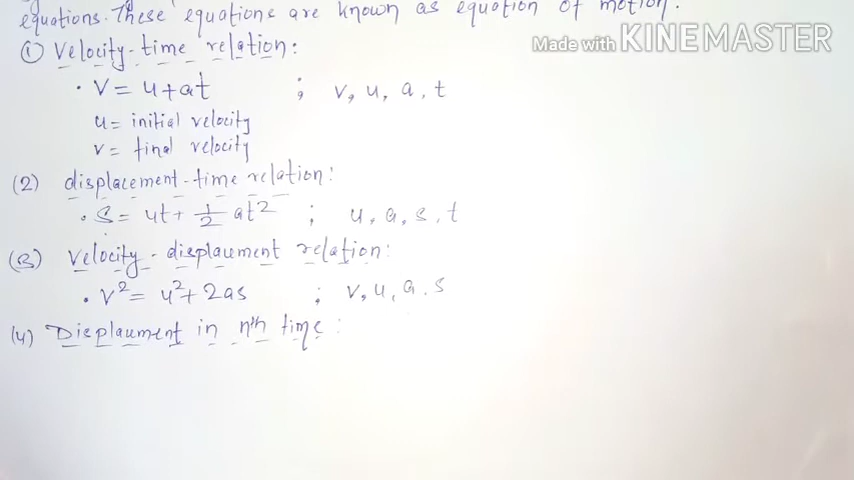 equations. These equations are known as equation of motion.
Made with KINEMASTER
① Velocity-time relation:
• v = u+at ; v, u, a, t
u = initial velocity
v = final velocity
(2) displacement-time relation:
• s = ut + 1/2 at² ; u, a, s, t
(3) Velocity-displaument relation:
• v² = u²+ 2as ; v, u, a. s
(4) Displaument in nth time :